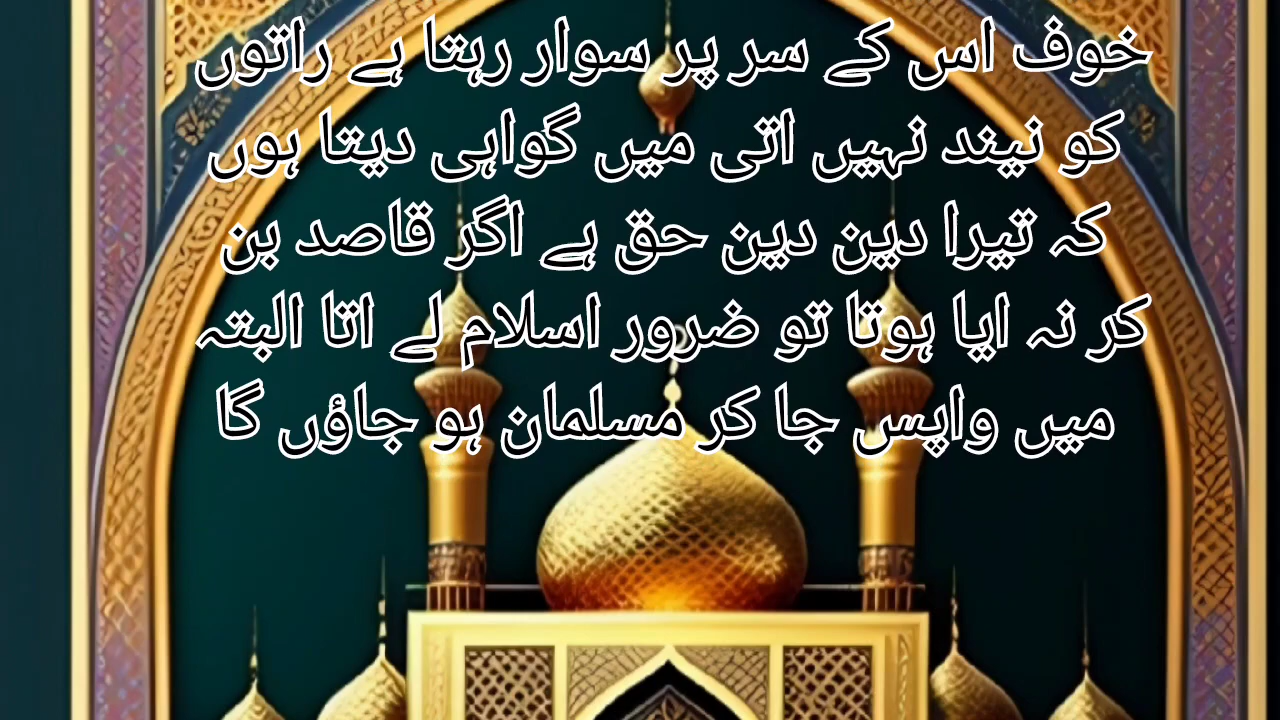 خوف اس کے سر پر سوار رہتا ہے راتوں
کو نیند نہیں اتی میں گواہی دیتا ہوں
کہ تیرا دین دین حق ہے اگر قاصد بن
کر نہ ایا ہوتا تو ضرور اسلام لے اتا البتہ
میں واپس جا کر مسلمان ہو جاؤں گا